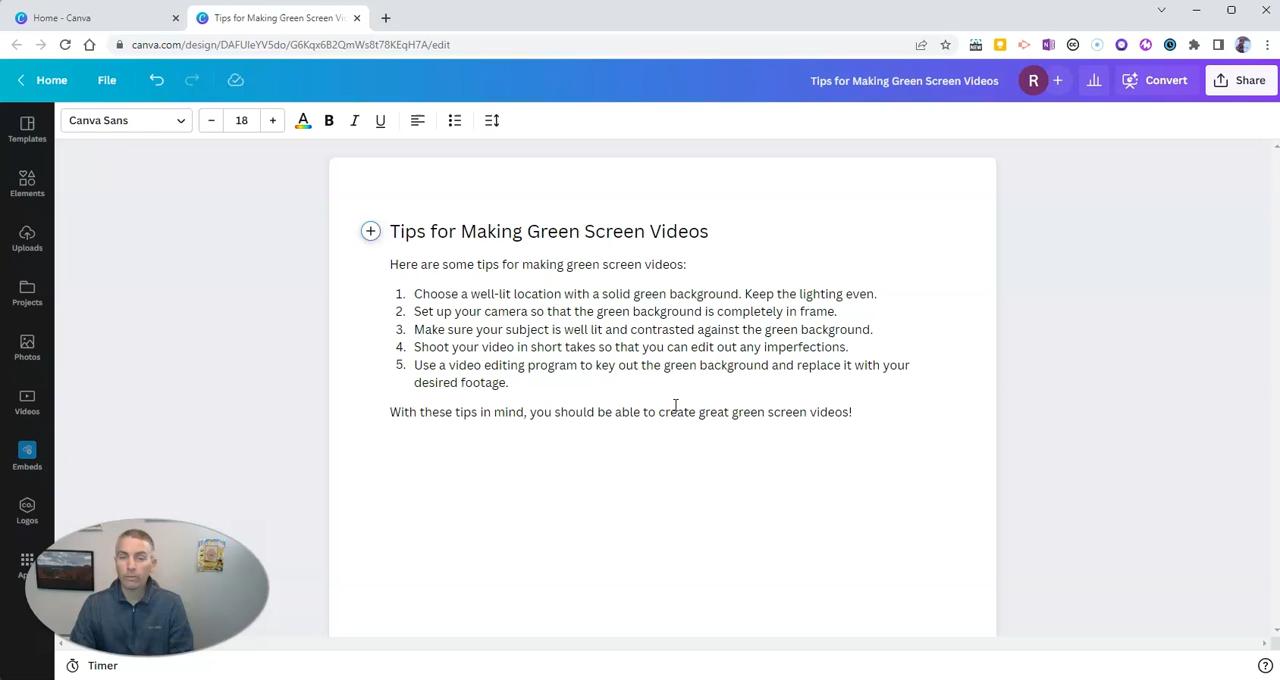 Home - Canva
Tips for Making Green Screen Vi
canva.com/design/DAFUleYV5do/G6Kqx6B2QmWs8t78KEqH7A/edit
Home File Tips for Making Green Screen Videos R Convert Share
Canva Sans 18 A B I U
Templates
Elements
Uploads
Projects
Photos
Videos
Embeds
CO.
Logos
Tips for Making Green Screen Videos
Here are some tips for making green screen videos:
1. Choose a well-lit location with a solid green background. Keep the lighting even.
2. Set up your camera so that the green background is completely in frame.
3. Make sure your subject is well lit and contrasted against the green background.
4. Shoot your video in short takes so that you can edit out any imperfections.
5. Use a video editing program to key out the green background and replace it with your
desired footage.
With these tips in mind, you should be able to create great green screen videos!
Timer